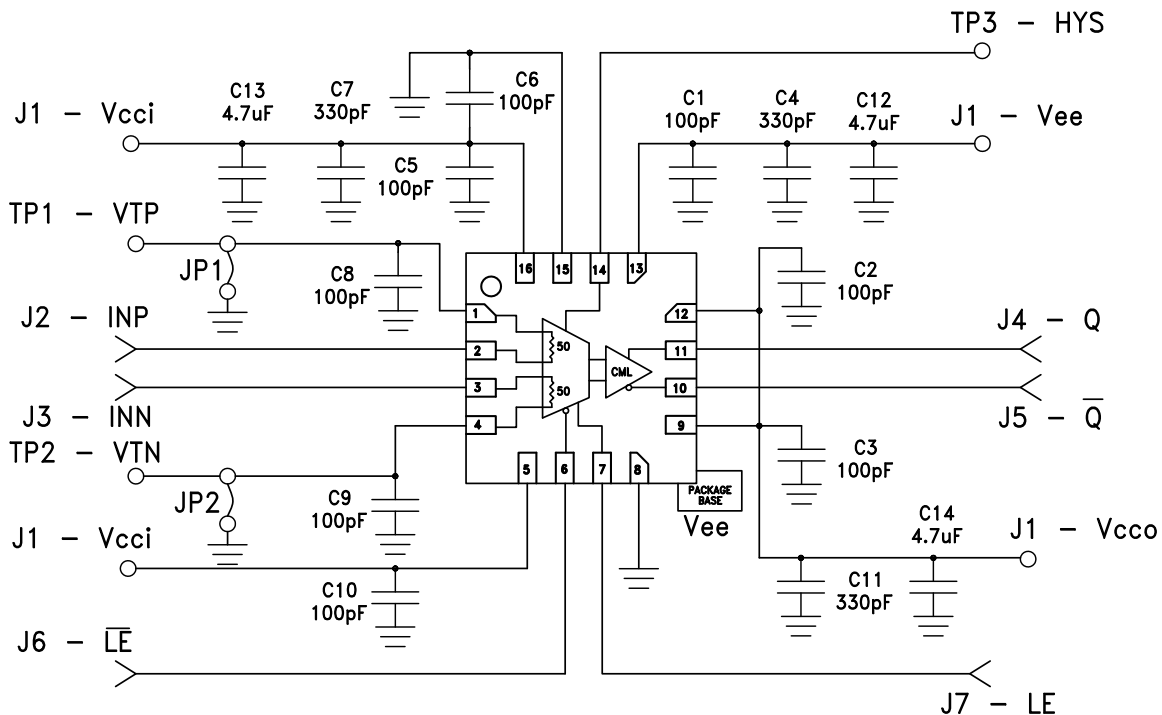 TP3 - HYS
C6
100pF
C13
4.7uF
C7
330pF
J1 - Vcci
C1
100pF
C4
330pF
C12
4.7uF
J1 - Vee
C5
100pF
TP1 - VTP
JP1
C8
100pF
16
15
14
13
C2
100pF
J2 - INP
1
12
J4 - Q
2
50
11
CML
3
50
10
J3 - INN
J5 - Q̅
4
9
TP2 - VTN
5
6
7
8
C3
100pF
JP2
C9
100pF
PACKAGE
BASE
Vee
C14
4.7uF
J1 - Vcci
J1 - Vcco
C10
100pF
C11
330pF
J6 - L̅E̅
J7 - LE